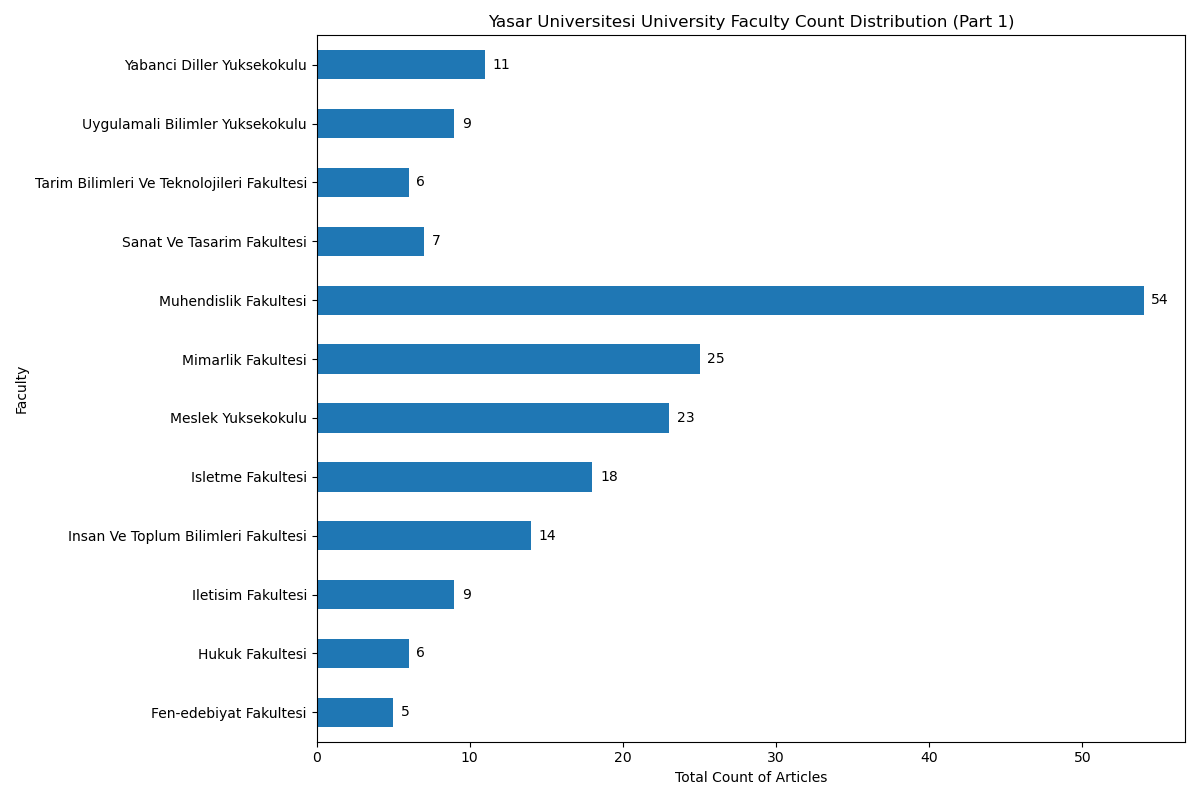 Yasar Universitesi University Faculty Count Distribution (Part 1)
Yabanci Diller Yuksekokulu
11
Uygulamali Bilimler Yuksekokulu
9
Tarim Bilimleri Ve Teknolojileri Fakultesi
6
Sanat Ve Tasarim Fakultesi
7
Muhendislik Fakultesi
54
Mimarlik Fakultesi
25
Meslek Yuksekokulu
23
Isletme Fakultesi
18
Insan Ve Toplum Bilimleri Fakultesi
14
Iletisim Fakultesi
9
Hukuk Fakultesi
6
Fen-edebiyat Fakultesi
5
Faculty
0 10 20 30 40 50
Total Count of Articles